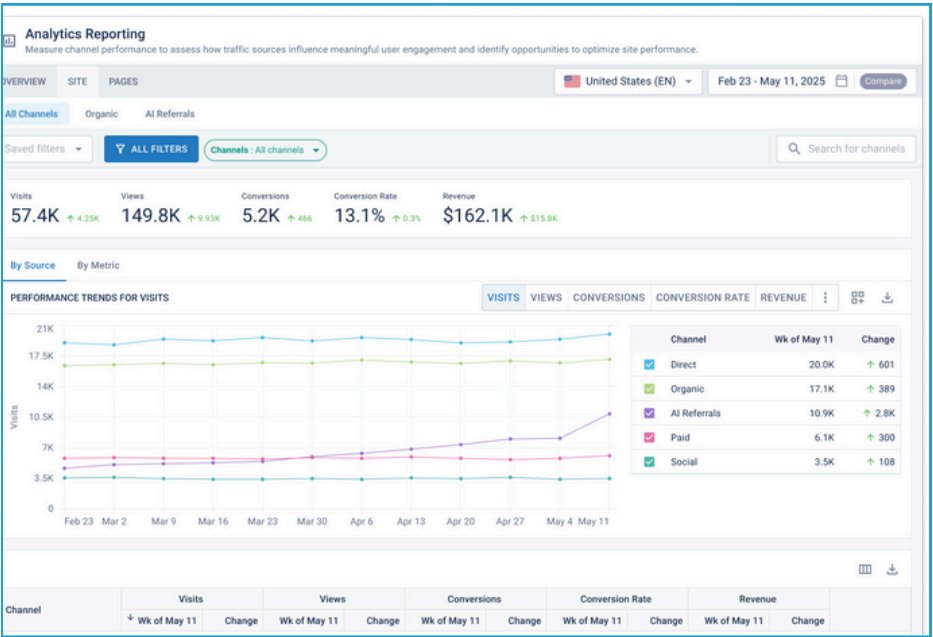 Analytics Reporting
Measure channel performance to assess how traffic sources influence meaningful user engagement and identify opportunities to optimize site performance.
OVERVIEW SITE PAGES United States (EN) Feb 23 - May 11, 2025 Compare
All Channels Organic AI Referrals
Saved filters ALL FILTERS Channels : All channels Search for channels
Visits Views Conversions Conversion Rate Revenue
57.4K ↑ 4.25K 149.8K ↑ 9.93K 5.2K ↑ 466 13.1% ↑ 0.3% $162.1K ↑ $15.8K
By Source By Metric
PERFORMANCE TRENDS FOR VISITS VISITS VIEWS CONVERSIONS CONVERSION RATE REVENUE
Visits
21K
17.5K
14K
10.5K
7K
3.5K
0
Feb 23 Mar 2 Mar 9 Mar 16 Mar 23 Mar 30 Apr 6 Apr 13 Apr 20 Apr 27 May 4 May 11
Channel Wk of May 11 Change
Direct 20.0K ↑ 601
Organic 17.1K ↑ 389
AI Referrals 10.9K ↑ 2.8K
Paid 6.1K ↑ 300
Social 3.5K ↑ 108
Channel Visits Views Conversions Conversion Rate Revenue
↓ Wk of May 11 Change Wk of May 11 Change Wk of May 11 Change Wk of May 11 Change Wk of May 11 Change